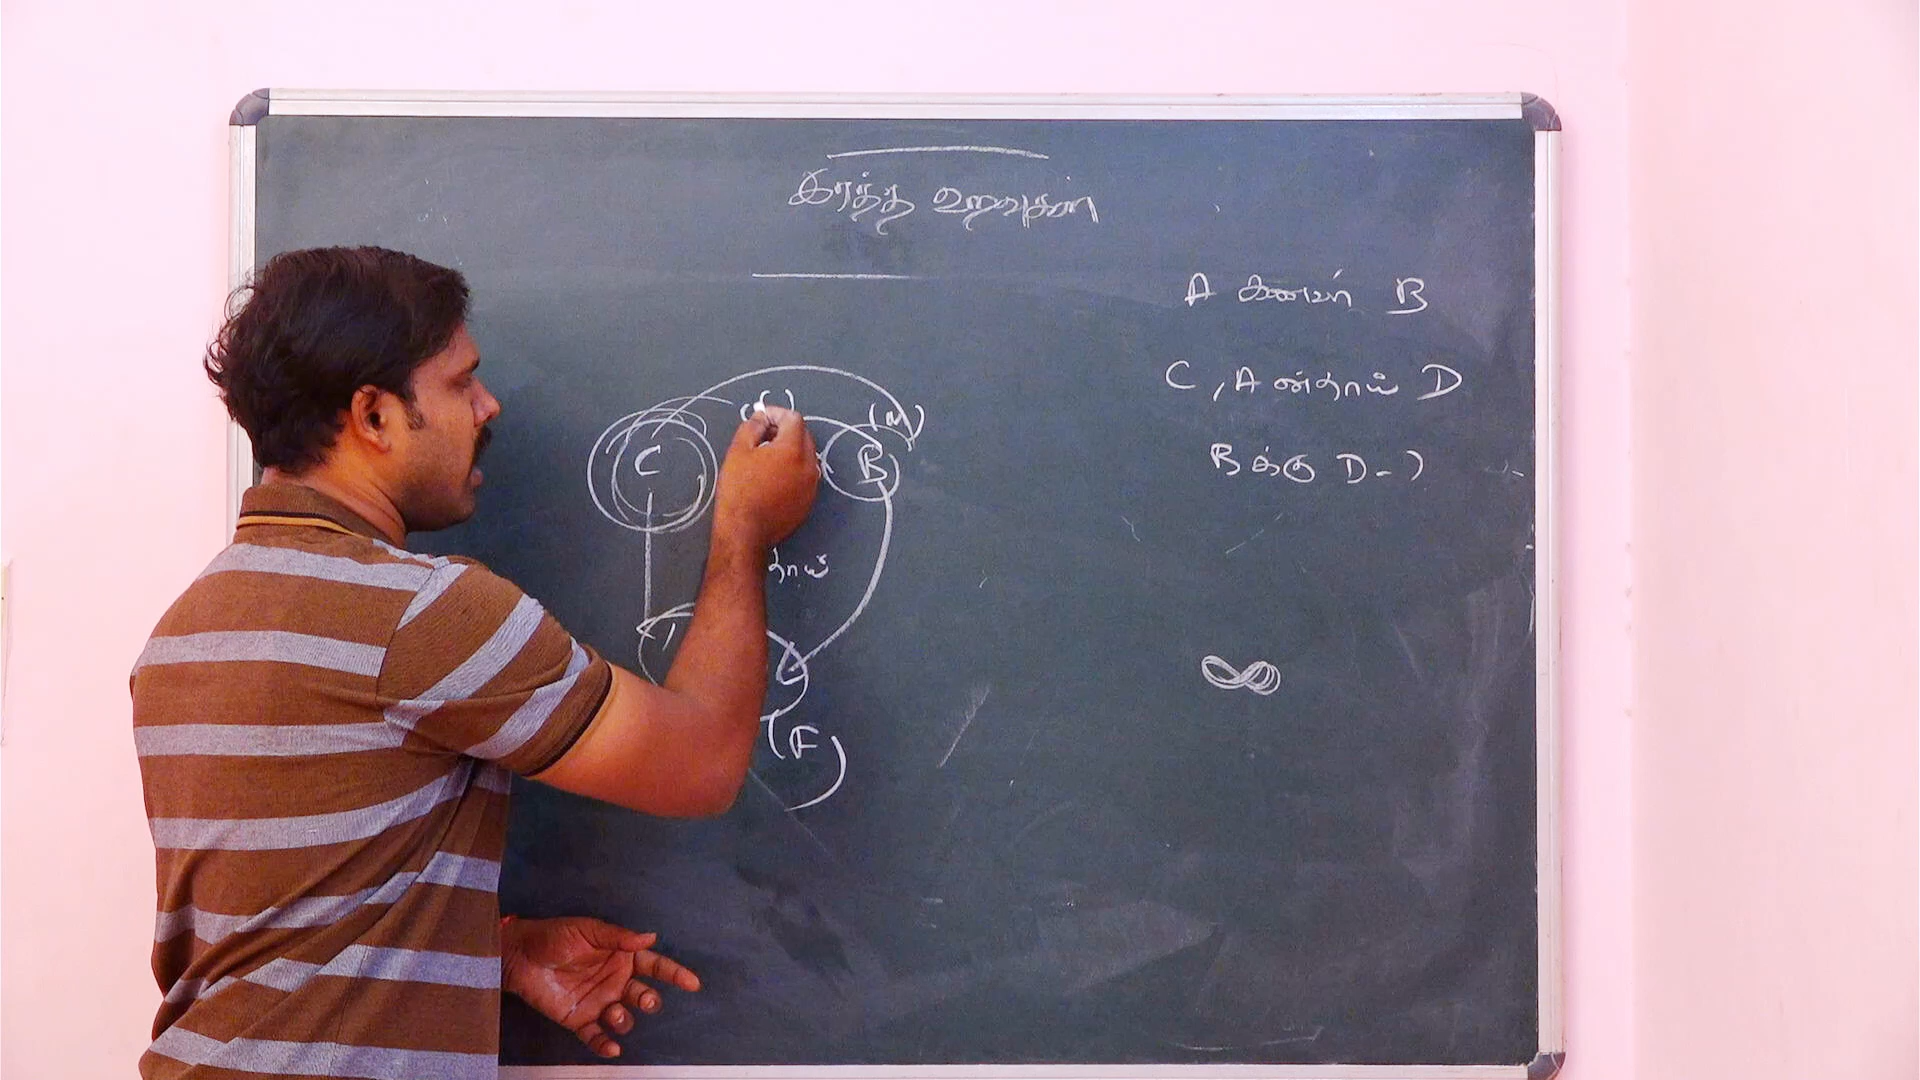 இரத்த உறவுகள்
A கணவர் B
C , A ன்தாய் D
B க்கு D - )
(M)
C
B
தாய்
(F)